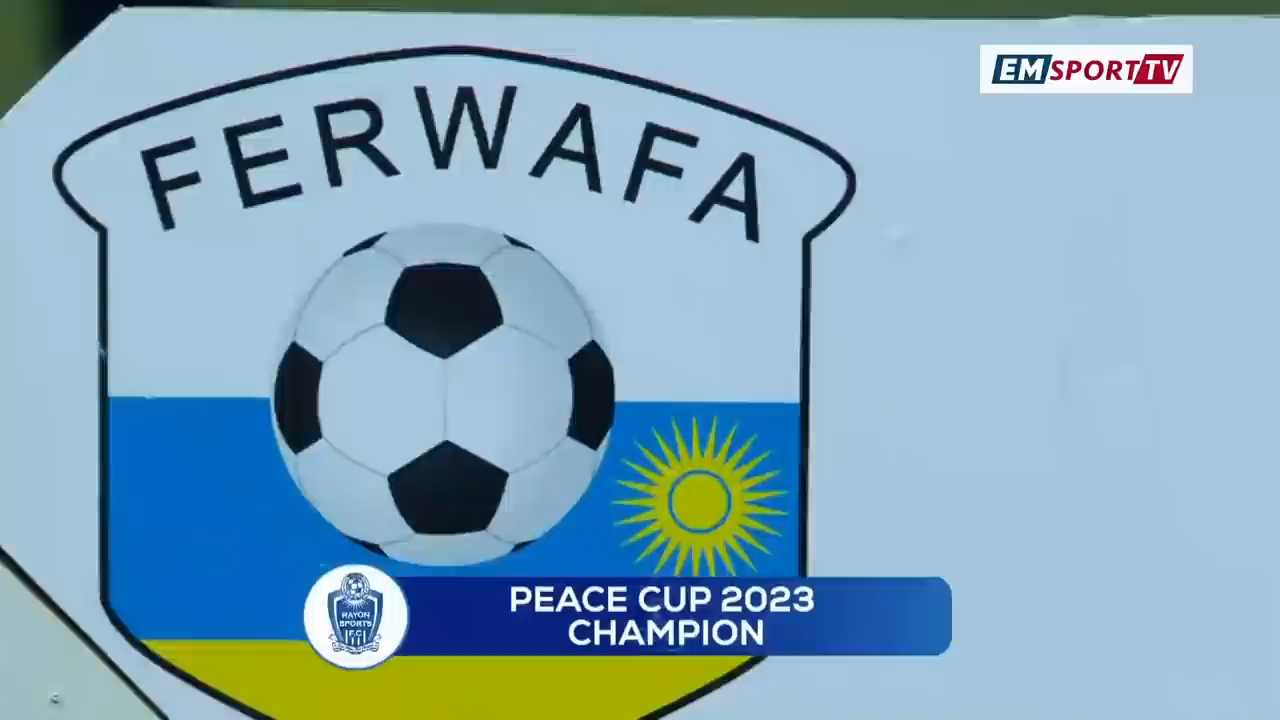 EMSPORTTV
FERWAFA
RAYON
SPORTS
F.C
PEACE CUP 2023
CHAMPION